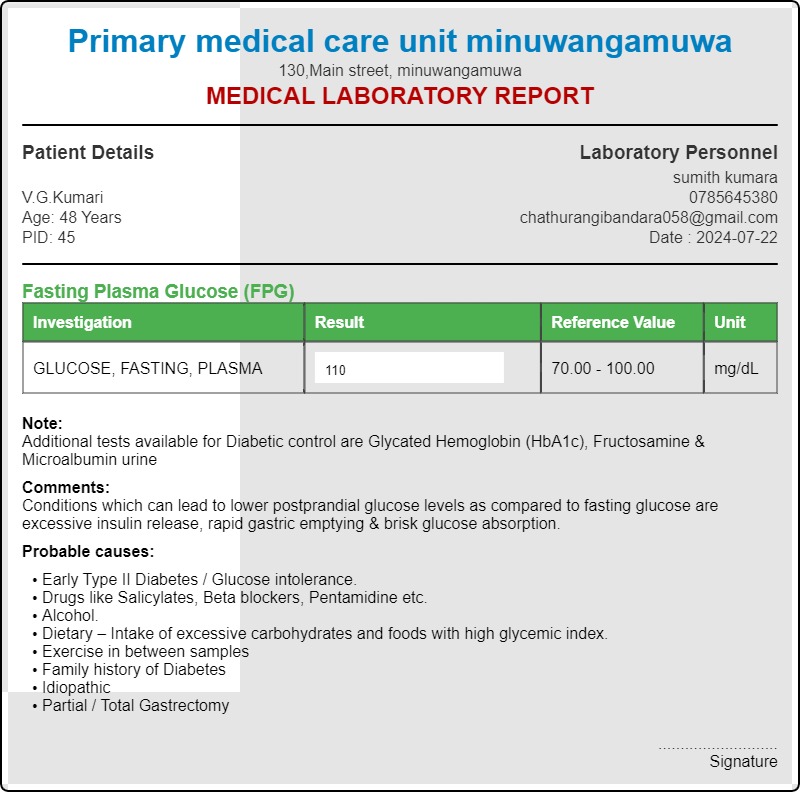 Primary medical care unit minuwangamuwa
130,Main street, minuwangamuwa
MEDICAL LABORATORY REPORT
Patient Details
V.G.Kumari
Age: 48 Years
PID: 45
Laboratory Personnel
sumith kumara
0785645380
chathurangibandara058@gmail.com
Date : 2024-07-22
Fasting Plasma Glucose (FPG)
Investigation Result Reference Value Unit
GLUCOSE, FASTING, PLASMA 110 70.00 - 100.00 mg/dL
Note:
Additional tests available for Diabetic control are Glycated Hemoglobin (HbA1c), Fructosamine &
Microalbumin urine
Comments:
Conditions which can lead to lower postprandial glucose levels as compared to fasting glucose are
excessive insulin release, rapid gastric emptying & brisk glucose absorption.
Probable causes:
• Early Type II Diabetes / Glucose intolerance.
• Drugs like Salicylates, Beta blockers, Pentamidine etc.
• Alcohol.
• Dietary – Intake of excessive carbohydrates and foods with high glycemic index.
• Exercise in between samples
• Family history of Diabetes
• Idiopathic
• Partial / Total Gastrectomy
...........................
Signature